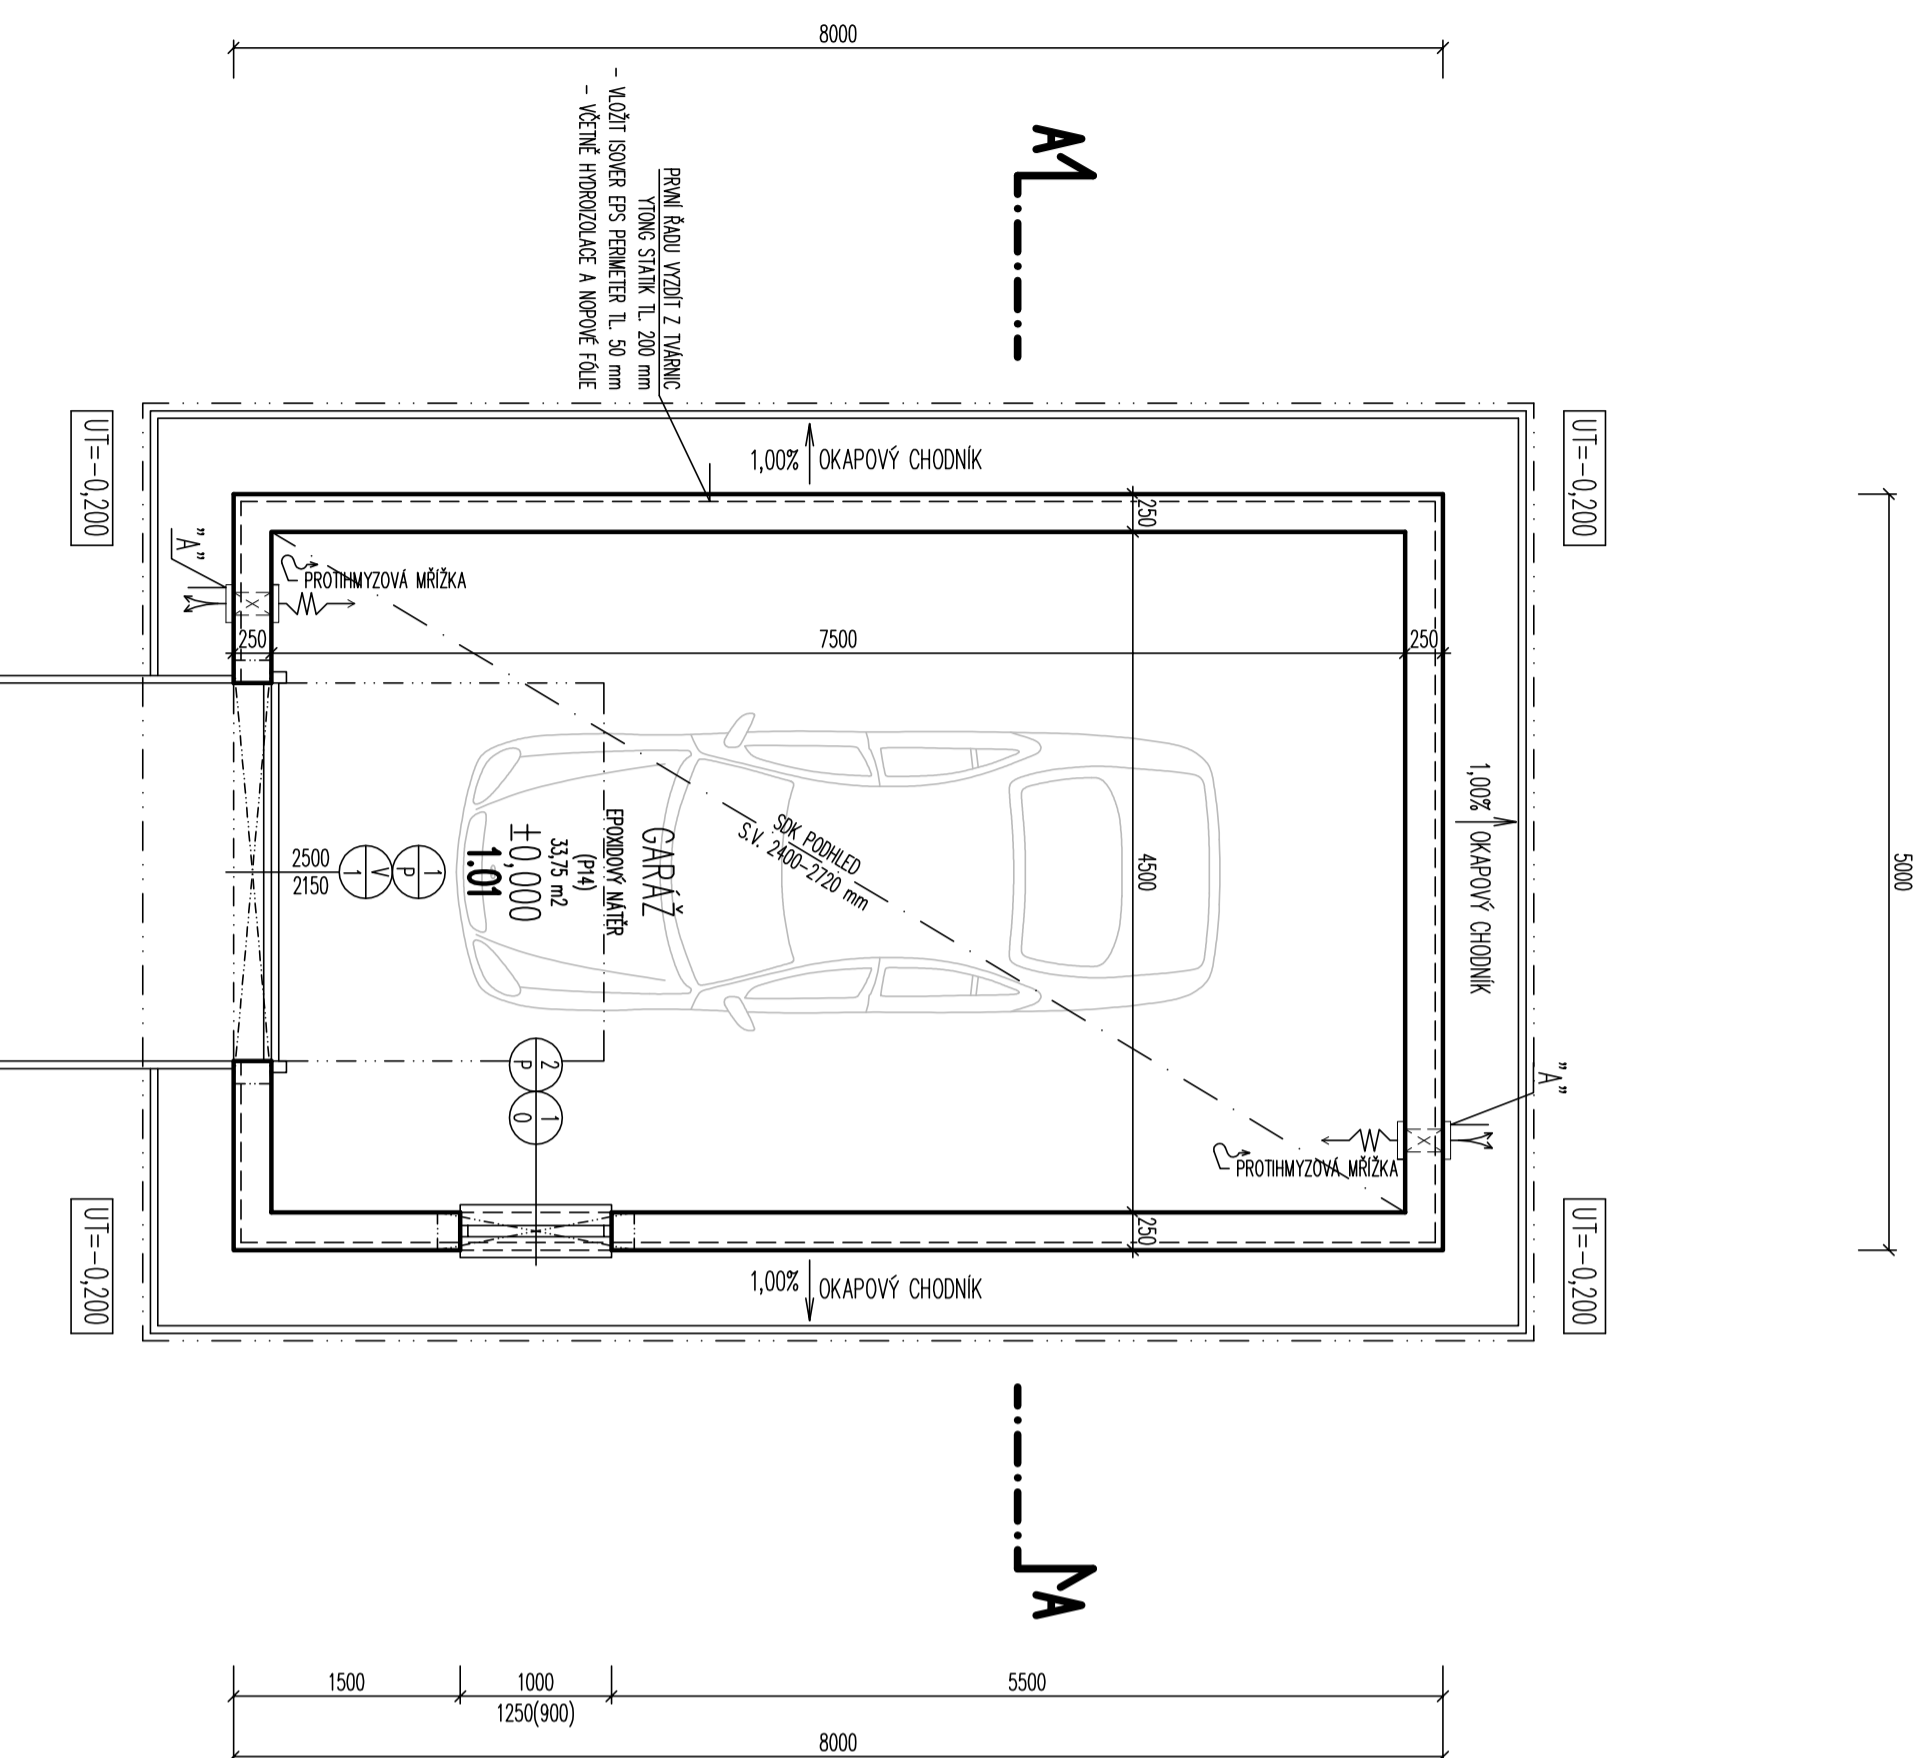 8000
A
PRVNÍ ŘADU VYZDÍT Z TVÁRNIC
YTONG STATIK TL. 200 mm
- VLOŽIT ISOVER EPS PERIMETER TL. 50 mm
- VČETNĚ HYDROIZOLACE A NOPOVÉ FÓLIE
UT=-0,200
UT=-0,200
1,00% OKAPOVÝ CHODNÍK
250
"A"
PROTIHMYZOVÁ MŘÍŽKA
250
7500
250
1,00% OKAPOVÝ CHODNÍK
5000
SDK PODHLED
S.V. 2400-2720 mm
4500
GARÁŽ
EPOXIDOVÝ NÁTĚR
(P14)
33,75 m2
±0,000
1.01
2500
2150
1
V
1
P
2
P
1
O
"A"
PROTIHMYZOVÁ MŘÍŽKA
250
1,00% OKAPOVÝ CHODNÍK
UT=-0,200
UT=-0,200
A
1500
1000
1250(900)
5500
8000